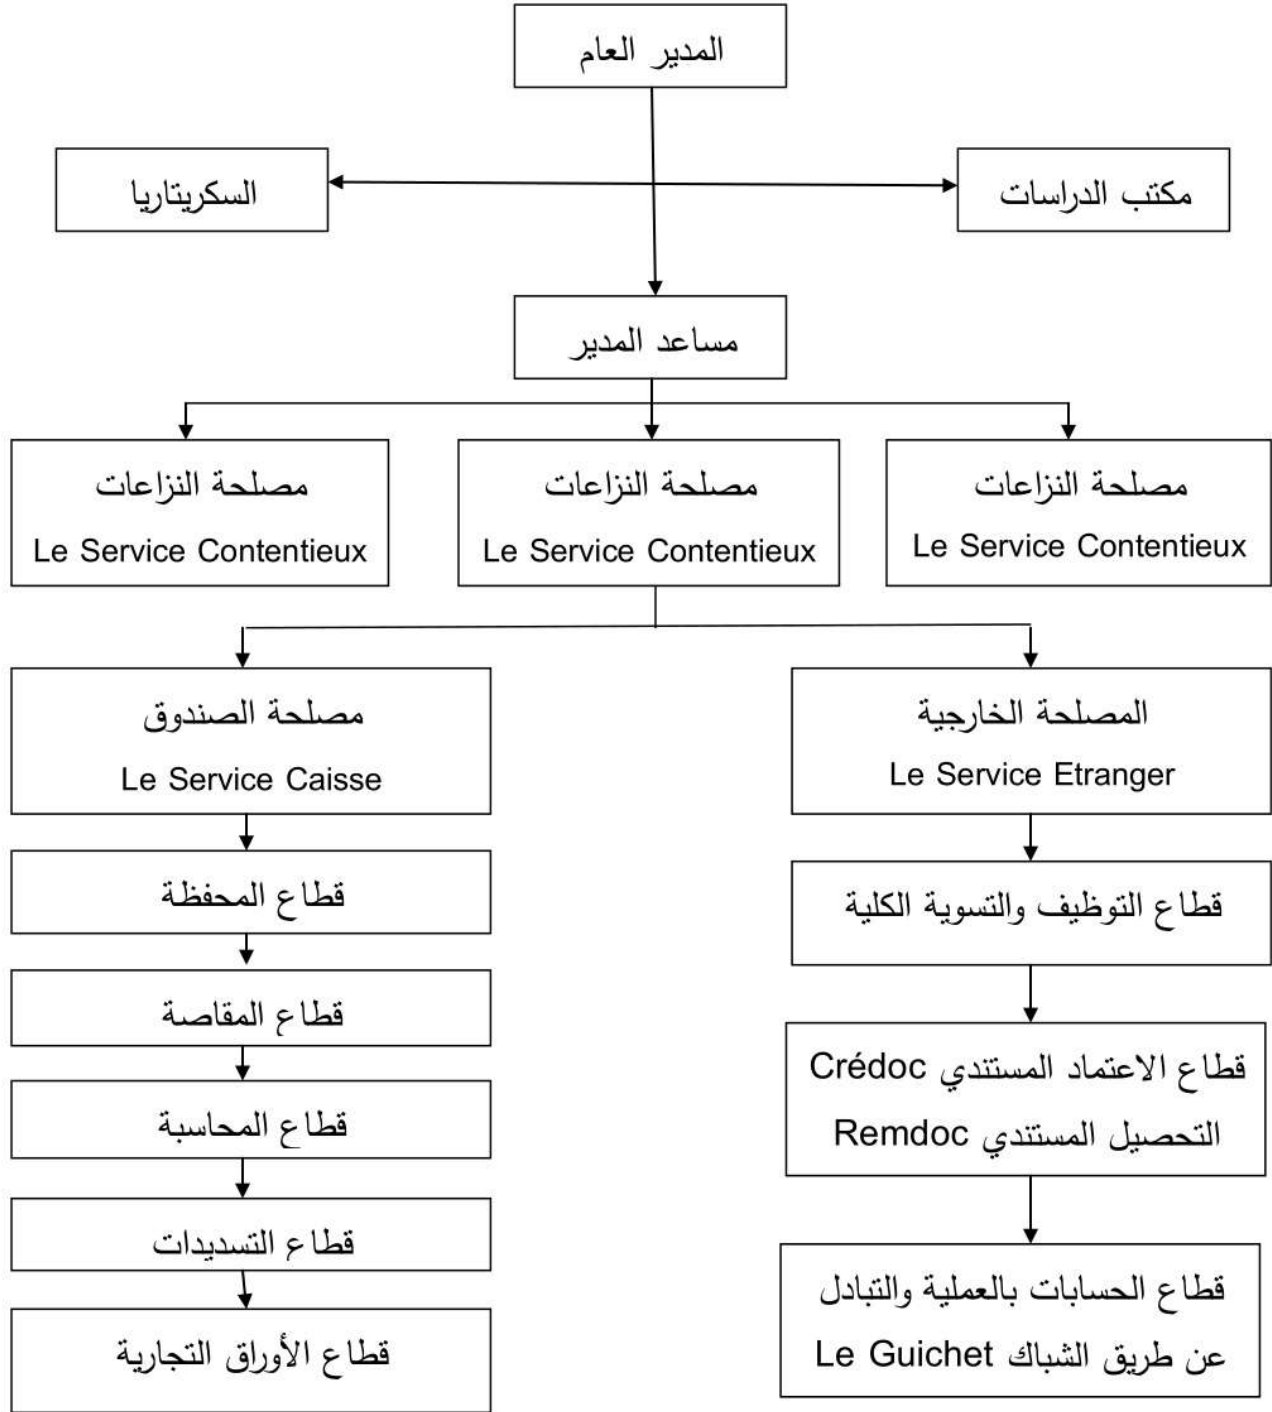 المدير العام
مكتب الدراسات
السكريتاريا
مساعد المدير
مصلحة النزاعات
Le Service Contentieux
مصلحة النزاعات
Le Service Contentieux
مصلحة النزاعات
Le Service Contentieux
المصلحة الخارجية
Le Service Etranger
قطاع التوظيف والتسوية الكلية
قطاع الاعتماد المستندي Crédoc
التحصيل المستندي Remdoc
قطاع الحسابات بالعملية والتبادل
عن طريق الشباك Le Guichet
مصلحة الصندوق
Le Service Caisse
قطاع المحفظة
قطاع المقاصة
قطاع المحاسبة
قطاع التسديدات
قطاع الأوراق التجارية